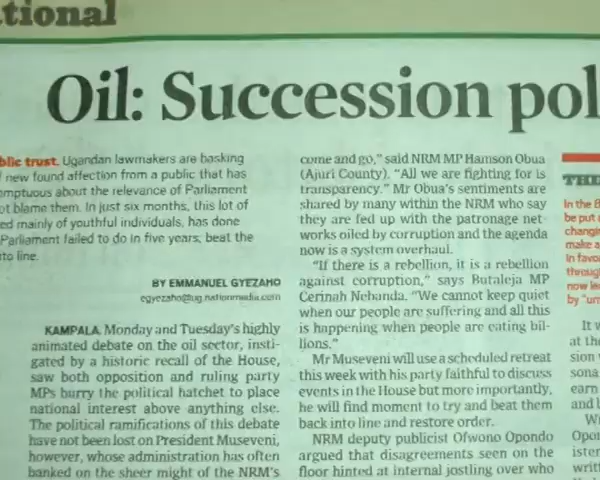 tional
Oil: Succession pol
blic trust. Ugandan lawmakers are basking
new found affection from a public that has
mptuous about the relevance of Parliament
ot blame them. In just six months, this lot of
ed mainly of youthful individuals, has done
Parliament failed to do in five years; beat the
to line.
BY EMMANUEL GYEZAHO
egyezaho@ug.nationmedia.com
KAMPALA. Monday and Tuesday's highly
animated debate on the oil sector, insti-
gated by a historic recall of the House,
saw both opposition and ruling party
MPs burry the political hatchet to place
national interest above anything else.
The political ramifications of this debate
have not been lost on President Museveni,
however, whose administration has often
banked on the sheer might of the NRM's
come and go," said NRM MP Hamson Obua
(Ajuri County). "All we are fighting for is
transparency." Mr Obua's sentiments are
shared by many within the NRM who say
they are fed up with the patronage net-
works oiled by corruption and the agenda
now is a system overhaul.
"If there is a rebellion, it is a rebellion
against corruption," says Butaleja MP
Cerinah Nebanda. "We cannot keep quiet
when our people are suffering and all this
is happening when people are eating bil-
lions."
Mr Museveni will use a scheduled retreat
this week with his party faithful to discuss
events in the House but more importantly,
he will find moment to try and beat them
back into line and restore order.
NRM deputy publicist Ofwono Opondo
argued that disagreements seen on the
floor hinted at internal jostling over who
THE
In the 8
be put a
changin
make a
In favou
through
now le
by "un
It w
at the
sion
sona
earn
and b
W
Opon
ister
writt